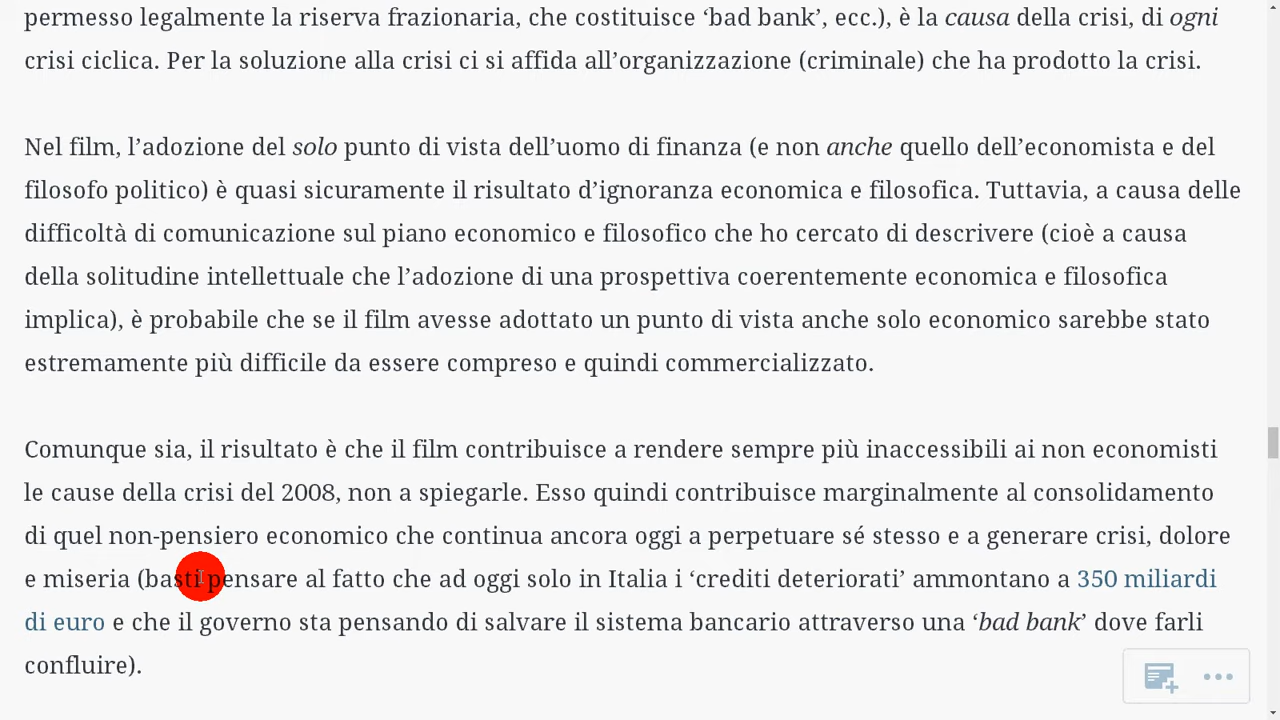 permesso legalmente la riserva frazionaria, che costituisce ‘bad bank’, ecc.), è la causa della crisi, di ogni
crisi ciclica. Per la soluzione alla crisi ci si affida all’organizzazione (criminale) che ha prodotto la crisi.
Nel film, l’adozione del solo punto di vista dell’uomo di finanza (e non anche quello dell’economista e del
filosofo politico) è quasi sicuramente il risultato d’ignoranza economica e filosofica. Tuttavia, a causa delle
difficoltà di comunicazione sul piano economico e filosofico che ho cercato di descrivere (cioè a causa
della solitudine intellettuale che l’adozione di una prospettiva coerentemente economica e filosofica
implica), è probabile che se il film avesse adottato un punto di vista anche solo economico sarebbe stato
estremamente più difficile da essere compreso e quindi commercializzato.
Comunque sia, il risultato è che il film contribuisce a rendere sempre più inaccessibili ai non economisti
le cause della crisi del 2008, non a spiegarle. Esso quindi contribuisce marginalmente al consolidamento
di quel non-pensiero economico che continua ancora oggi a perpetuare sé stesso e a generare crisi, dolore
e miseria (basti pensare al fatto che ad oggi solo in Italia i ‘crediti deteriorati’ ammontano a 350 miliardi
di euro e che il governo sta pensando di salvare il sistema bancario attraverso una ‘bad bank’ dove farli
confluire).